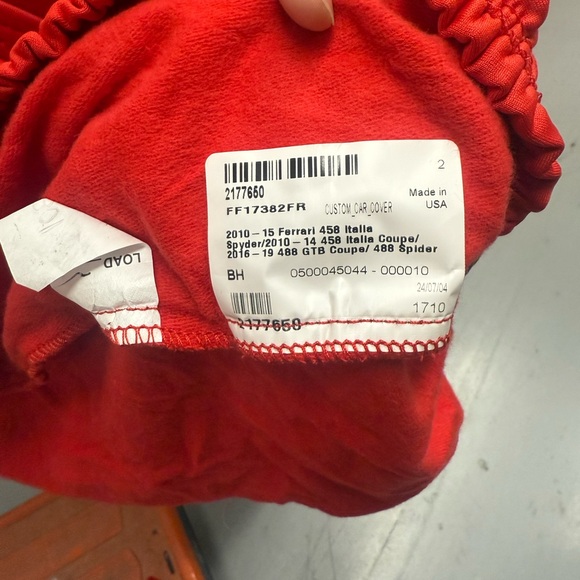 2
2177650
FF17382FR CUSTOM_CAR_COVER Made in USA
2010-15 Ferrari 458 Italia
Spyder/2010-14 458 Italia Coupe/
2016-19 488 GTB Coupe/ 488 Spider
BH 0500045044-000010
24/07/04
2177650 1710
LOAD